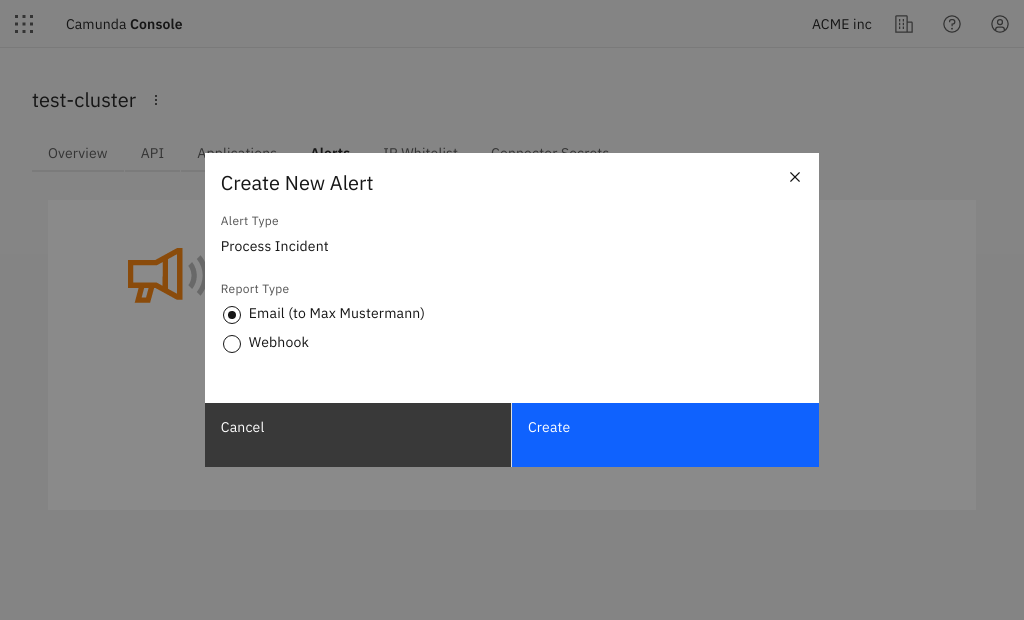 Camunda Console
ACME inc
test-cluster
Overview API Applications Alerts IP Whitelist Connector Secrets
Create New Alert
Alert Type
Process Incident
Report Type
Email (to Max Mustermann)
Webhook
Cancel
Create